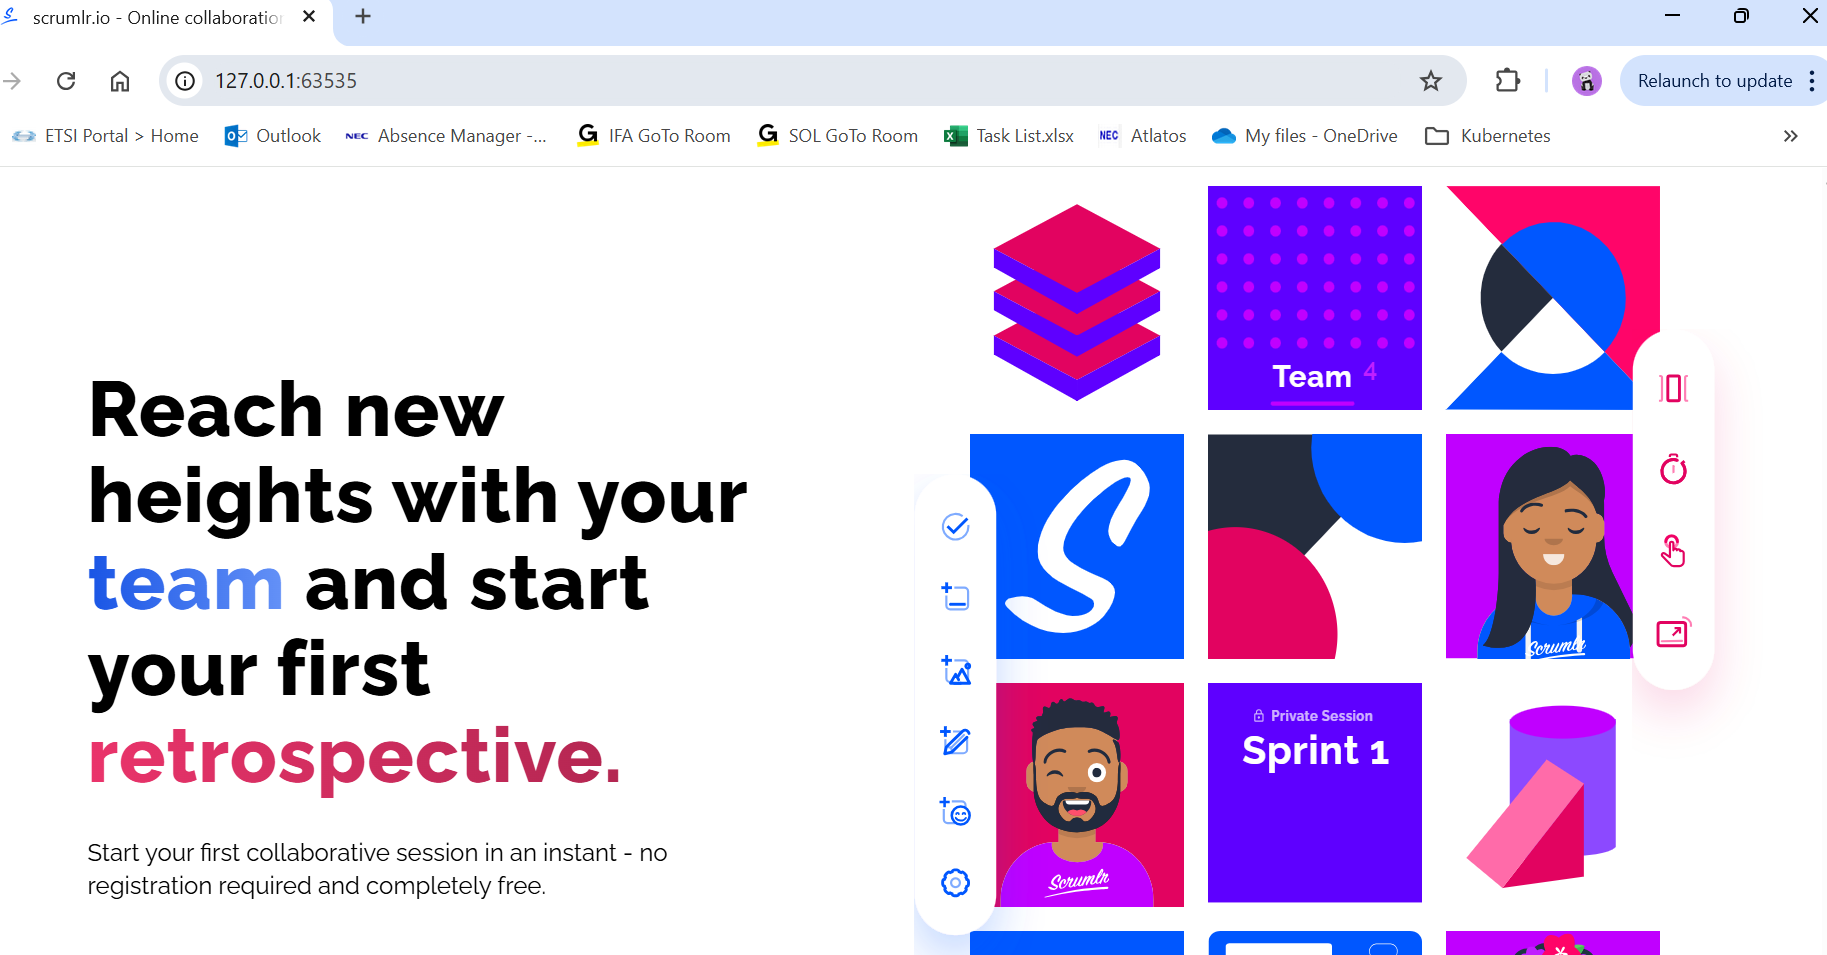 scrumlr.io - Online collaboration
127.0.0.1:63535
Relaunch to update
ETSI Portal > Home
Outlook
NEC Absence Manager -...
G IFA GoTo Room
G SOL GoTo Room
Task List.xlsx
NEC Atlatos
My files - OneDrive
Kubernetes
Reach new
heights with your
team and start
your first
retrospective.
Start your first collaborative session in an instant - no
registration required and completely free.
Team 4
Scrumlr
Scrumlr
Private Session
Sprint 1